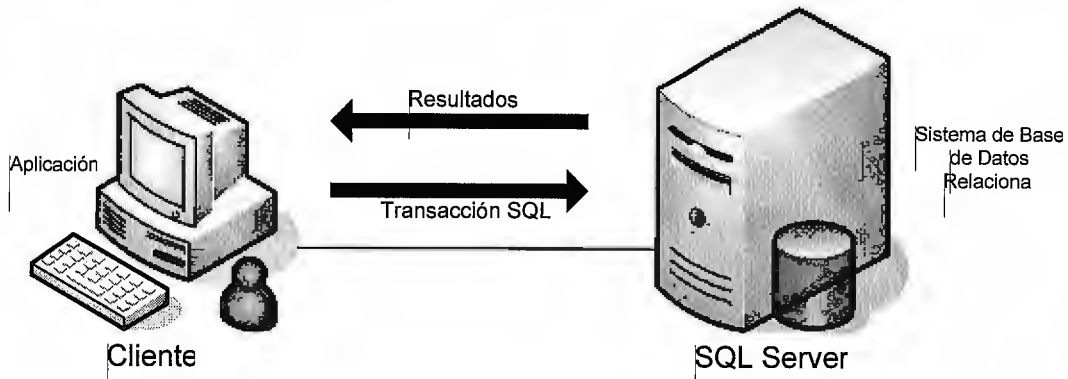 Resultados
Aplicación
Sistema de Base
de Datos
Relaciona
Transacción SQL
Cliente
SQL Server